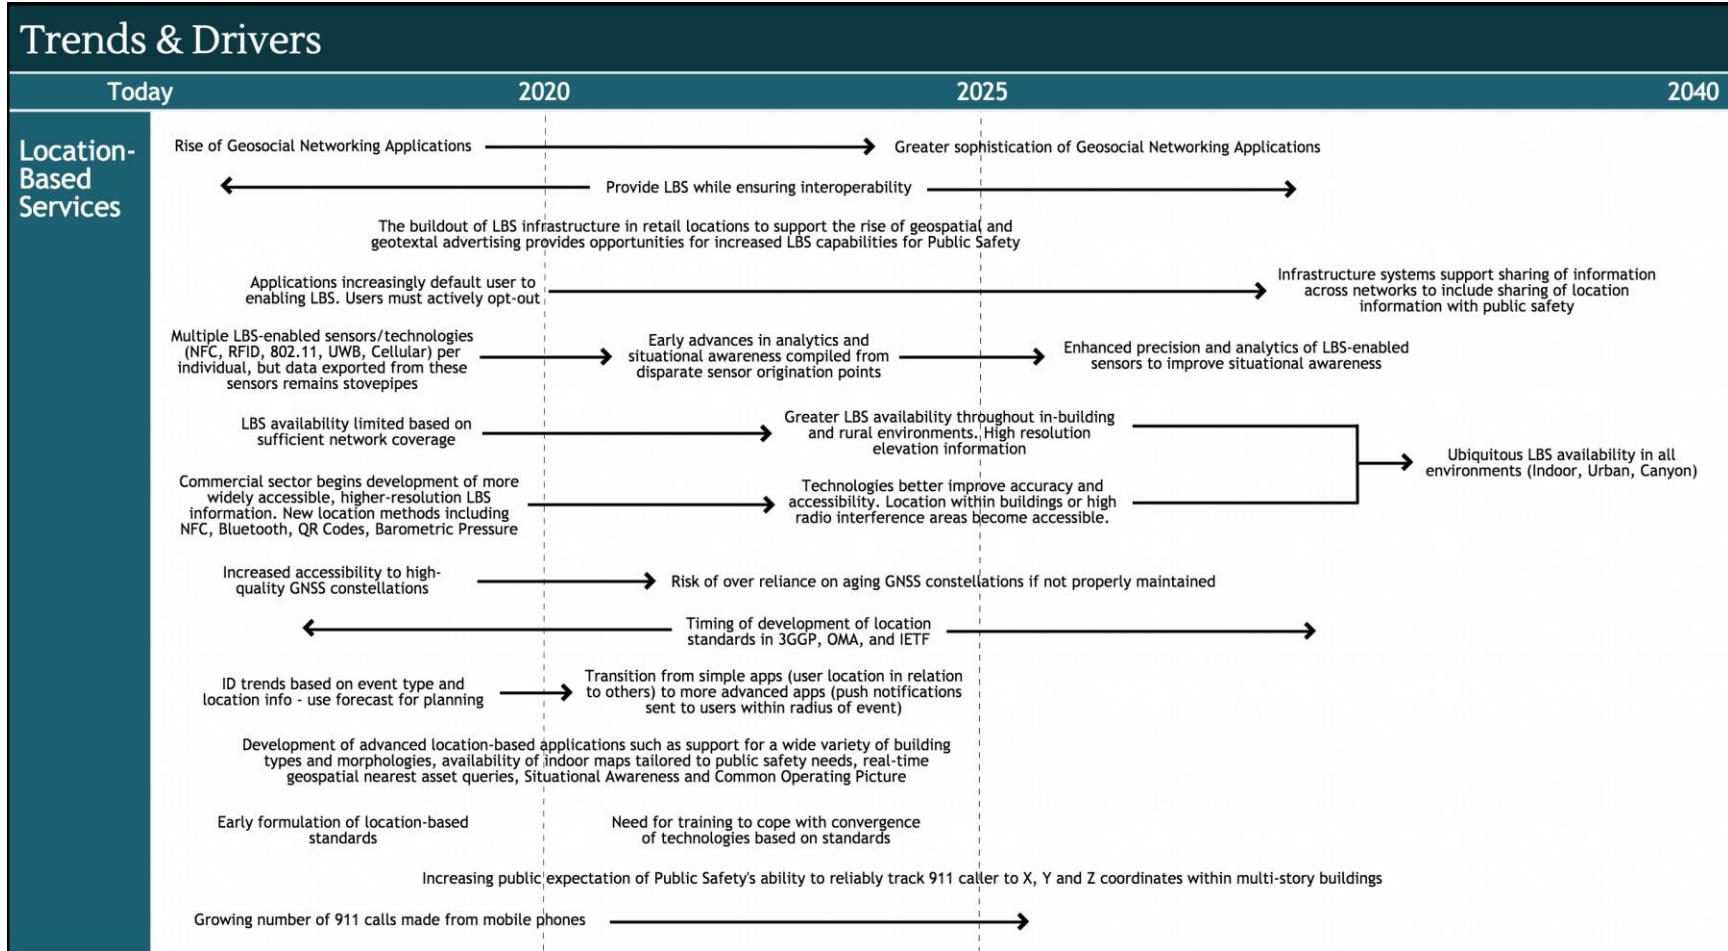 Trends & Drivers
Today
2020
2025
2040
Location-
Based
Services
Rise of Geosocial Networking Applications
Greater sophistication of Geosocial Networking Applications
Provide LBS while ensuring interoperability
The buildout of LBS infrastructure in retail locations to support the rise of geospatial and
geotextal advertising provides opportunities for increased LBS capabilities for Public Safety
Applications increasingly default user to
enabling LBS. Users must actively opt-out
Infrastructure systems support sharing of information
across networks to include sharing of location
information with public safety
Multiple LBS-enabled sensors/technologies
(NFC, RFID, 802.11, UWB, Cellular) per
individual, but data exported from these
sensors remains stovepipes
Early advances in analytics and
situational awareness compiled from
disparate sensor origination points
Enhanced precision and analytics of LBS-enabled
sensors to improve situational awareness
LBS availability limited based on
sufficient network coverage
Greater LBS availability throughout in-building
and rural environments. High resolution
elevation information
Ubiquitous LBS availability in all
environments (Indoor, Urban, Canyon)
Commercial sector begins development of more
widely accessible, higher-resolution LBS
information. New location methods including
NFC, Bluetooth, QR Codes, Barometric Pressure
Technologies better improve accuracy and
accessibility. Location within buildings or high
radio interference areas become accessible.
Increased accessibility to high-
quality GNSS constellations
Risk of over reliance on aging GNSS constellations if not properly maintained
Timing of development of location
standards in 3GGP, OMA, and IETF
ID trends based on event type and
location info - use forecast for planning
Transition from simple apps (user location in relation
to others) to more advanced apps (push notifications
sent to users within radius of event)
Development of advanced location-based applications such as support for a wide variety of building
types and morphologies, availability of indoor maps tailored to public safety needs, real-time
geospatial nearest asset queries, Situational Awareness and Common Operating Picture
Early formulation of location-based
standards
Need for training to cope with convergence
of technologies based on standards
Increasing public expectation of Public Safety's ability to reliably track 911 caller to X, Y and Z coordinates within multi-story buildings
Growing number of 911 calls made from mobile phones